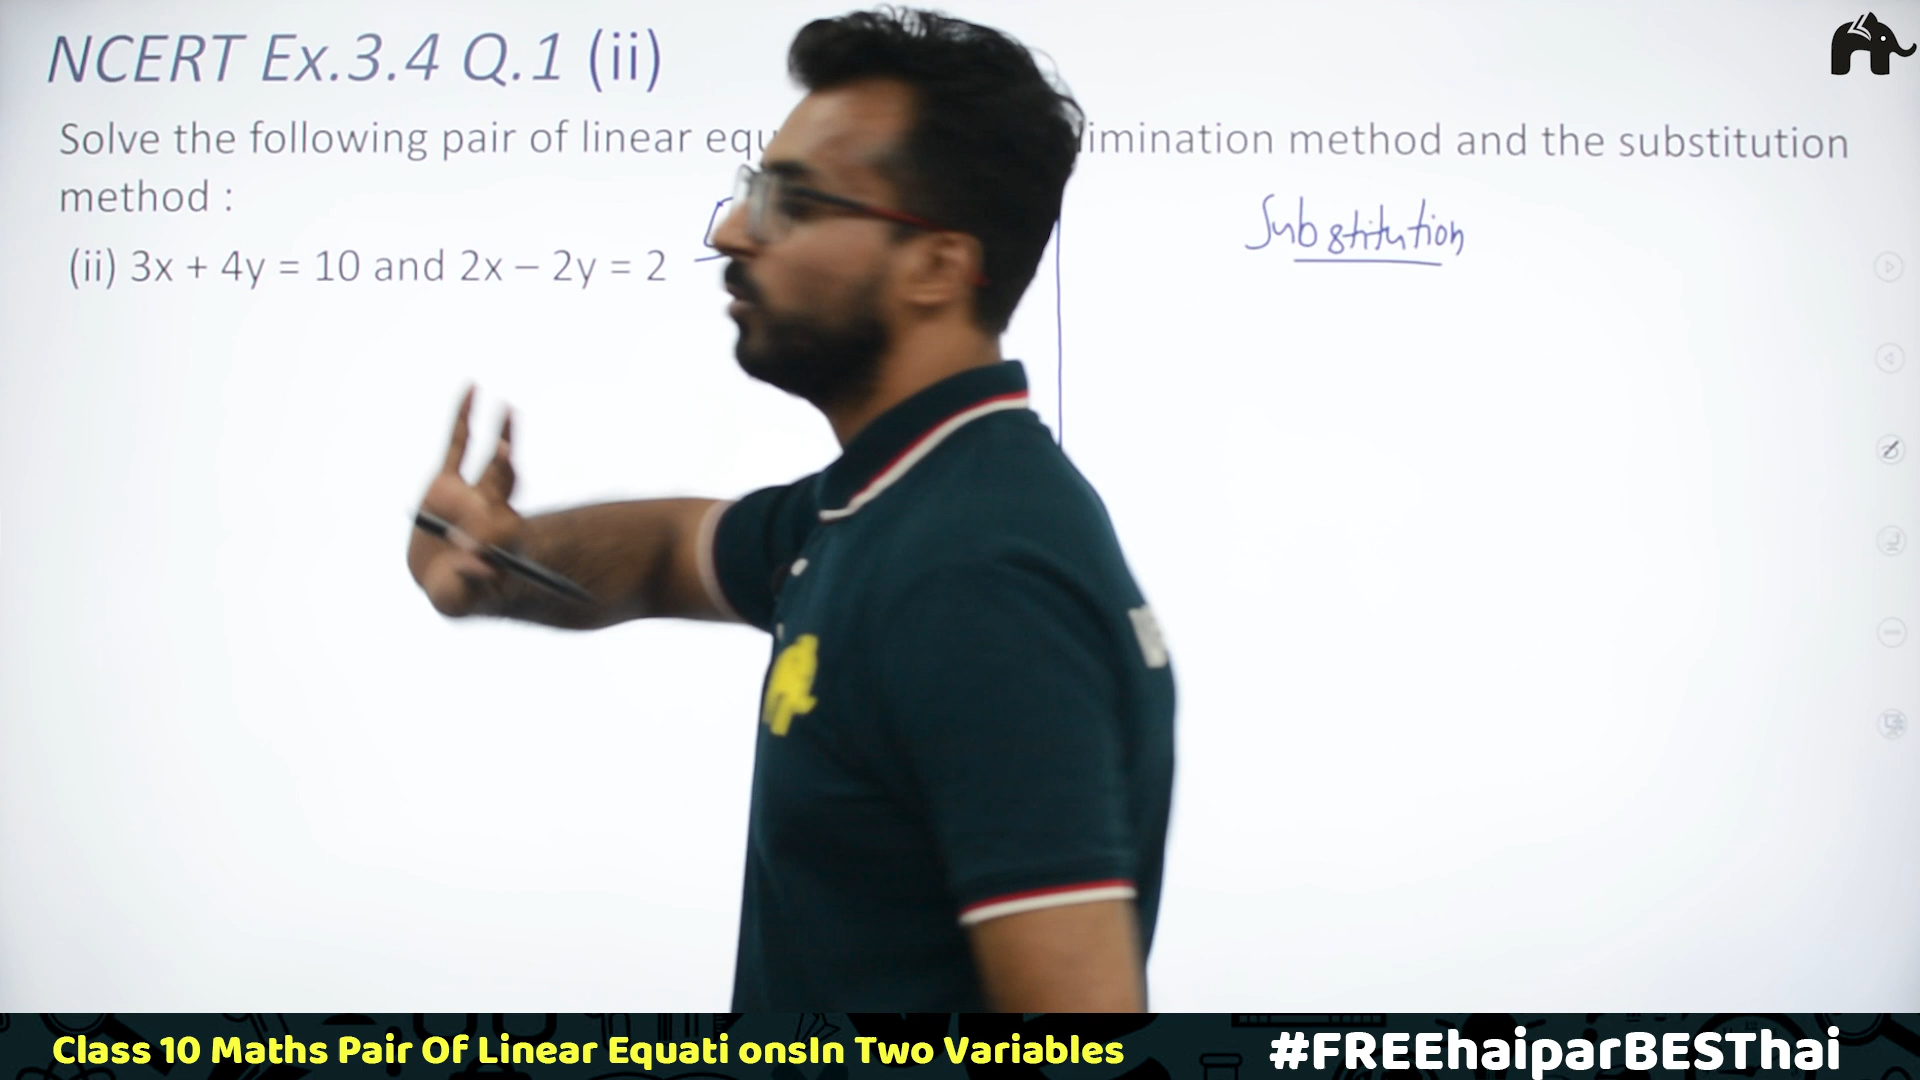 NCERT Ex.3.4 Q.1 (ii)
Solve the following pair of linear equ limination method and the substitution
method :
Substitution
(ii) 3x + 4y = 10 and 2x – 2y = 2
Class 10 Maths Pair Of Linear Equati onsIn Two Variables
#FREEhaiparBESThai